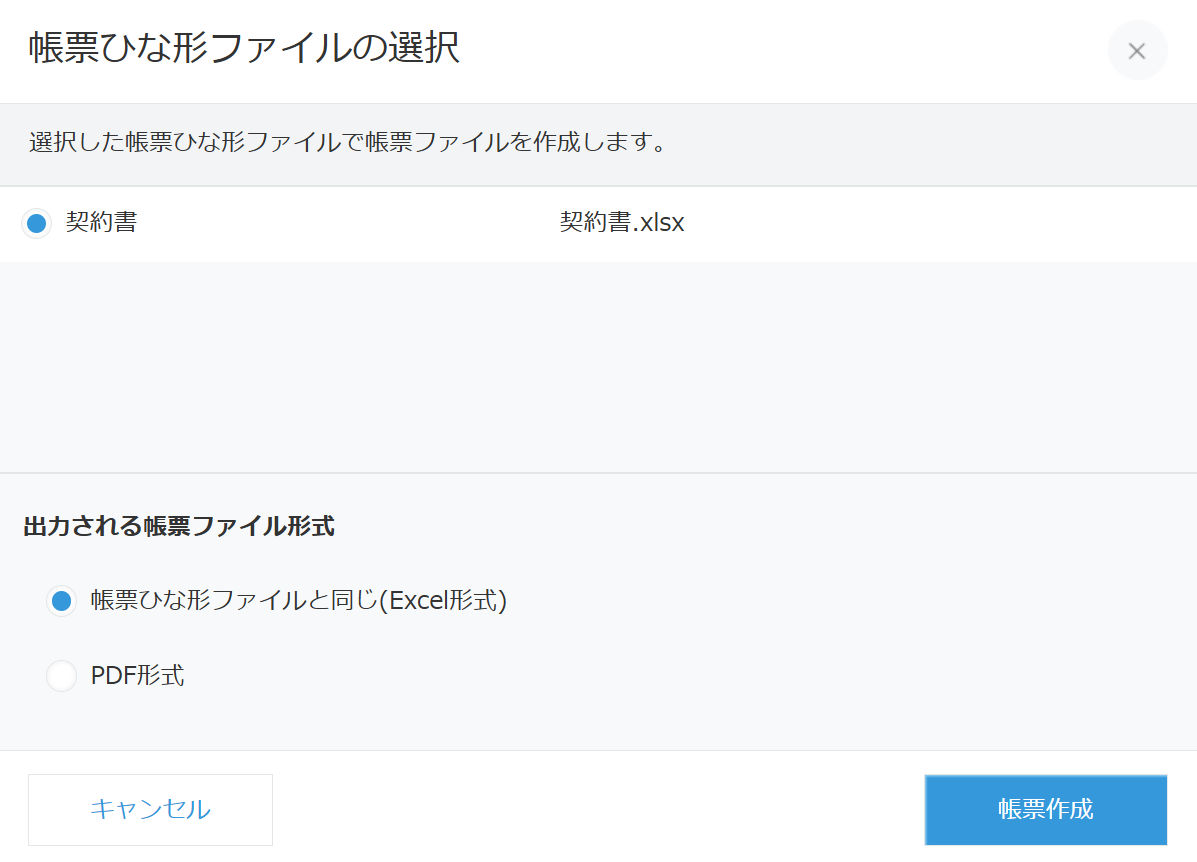 帳票ひな形ファイルの選択
選択した帳票ひな形ファイルで帳票ファイルを作成します。
契約書 契約書.xlsx
出力される帳票ファイル形式
帳票ひな形ファイルと同じ(Excel形式)
PDF形式
キャンセル 帳票作成